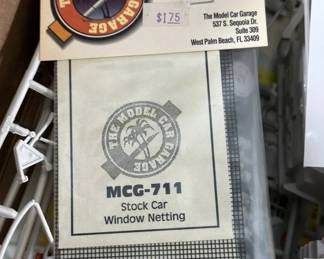 GARAGE
$1.75
The Model Car Garage
537 S. Sequoia Dr.
Suite 309
West Palm Beach, FL 33409
THE MODEL CAR GARAGE
MCG-711
Stock Car
Window Netting